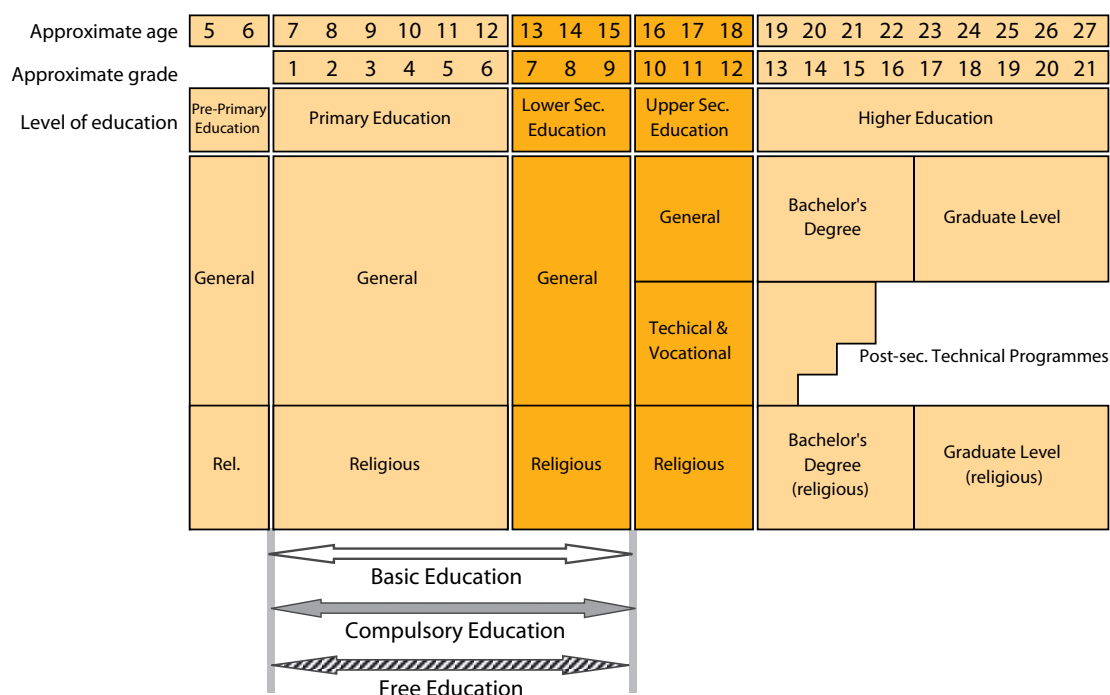 Approximate age 5 6 7 8 9 10 11 12 13 14 15 16 17 18 19 20 21 22 23 24 25 26 27
Approximate grade 1 2 3 4 5 6 7 8 9 10 11 12 13 14 15 16 17 18 19 20 21
Level of education
Pre-Primary
Education
Primary Education
Lower Sec.
Education
Upper Sec.
Education
Higher Education
General
General
General
General
Techical &
Vocational
Bachelor's
Degree
Graduate Level
Post-sec. Technical Programmes
Rel.
Religious
Religious
Religious
Bachelor's
Degree
(religious)
Graduate Level
(religious)
Basic Education
Compulsory Education
Free Education